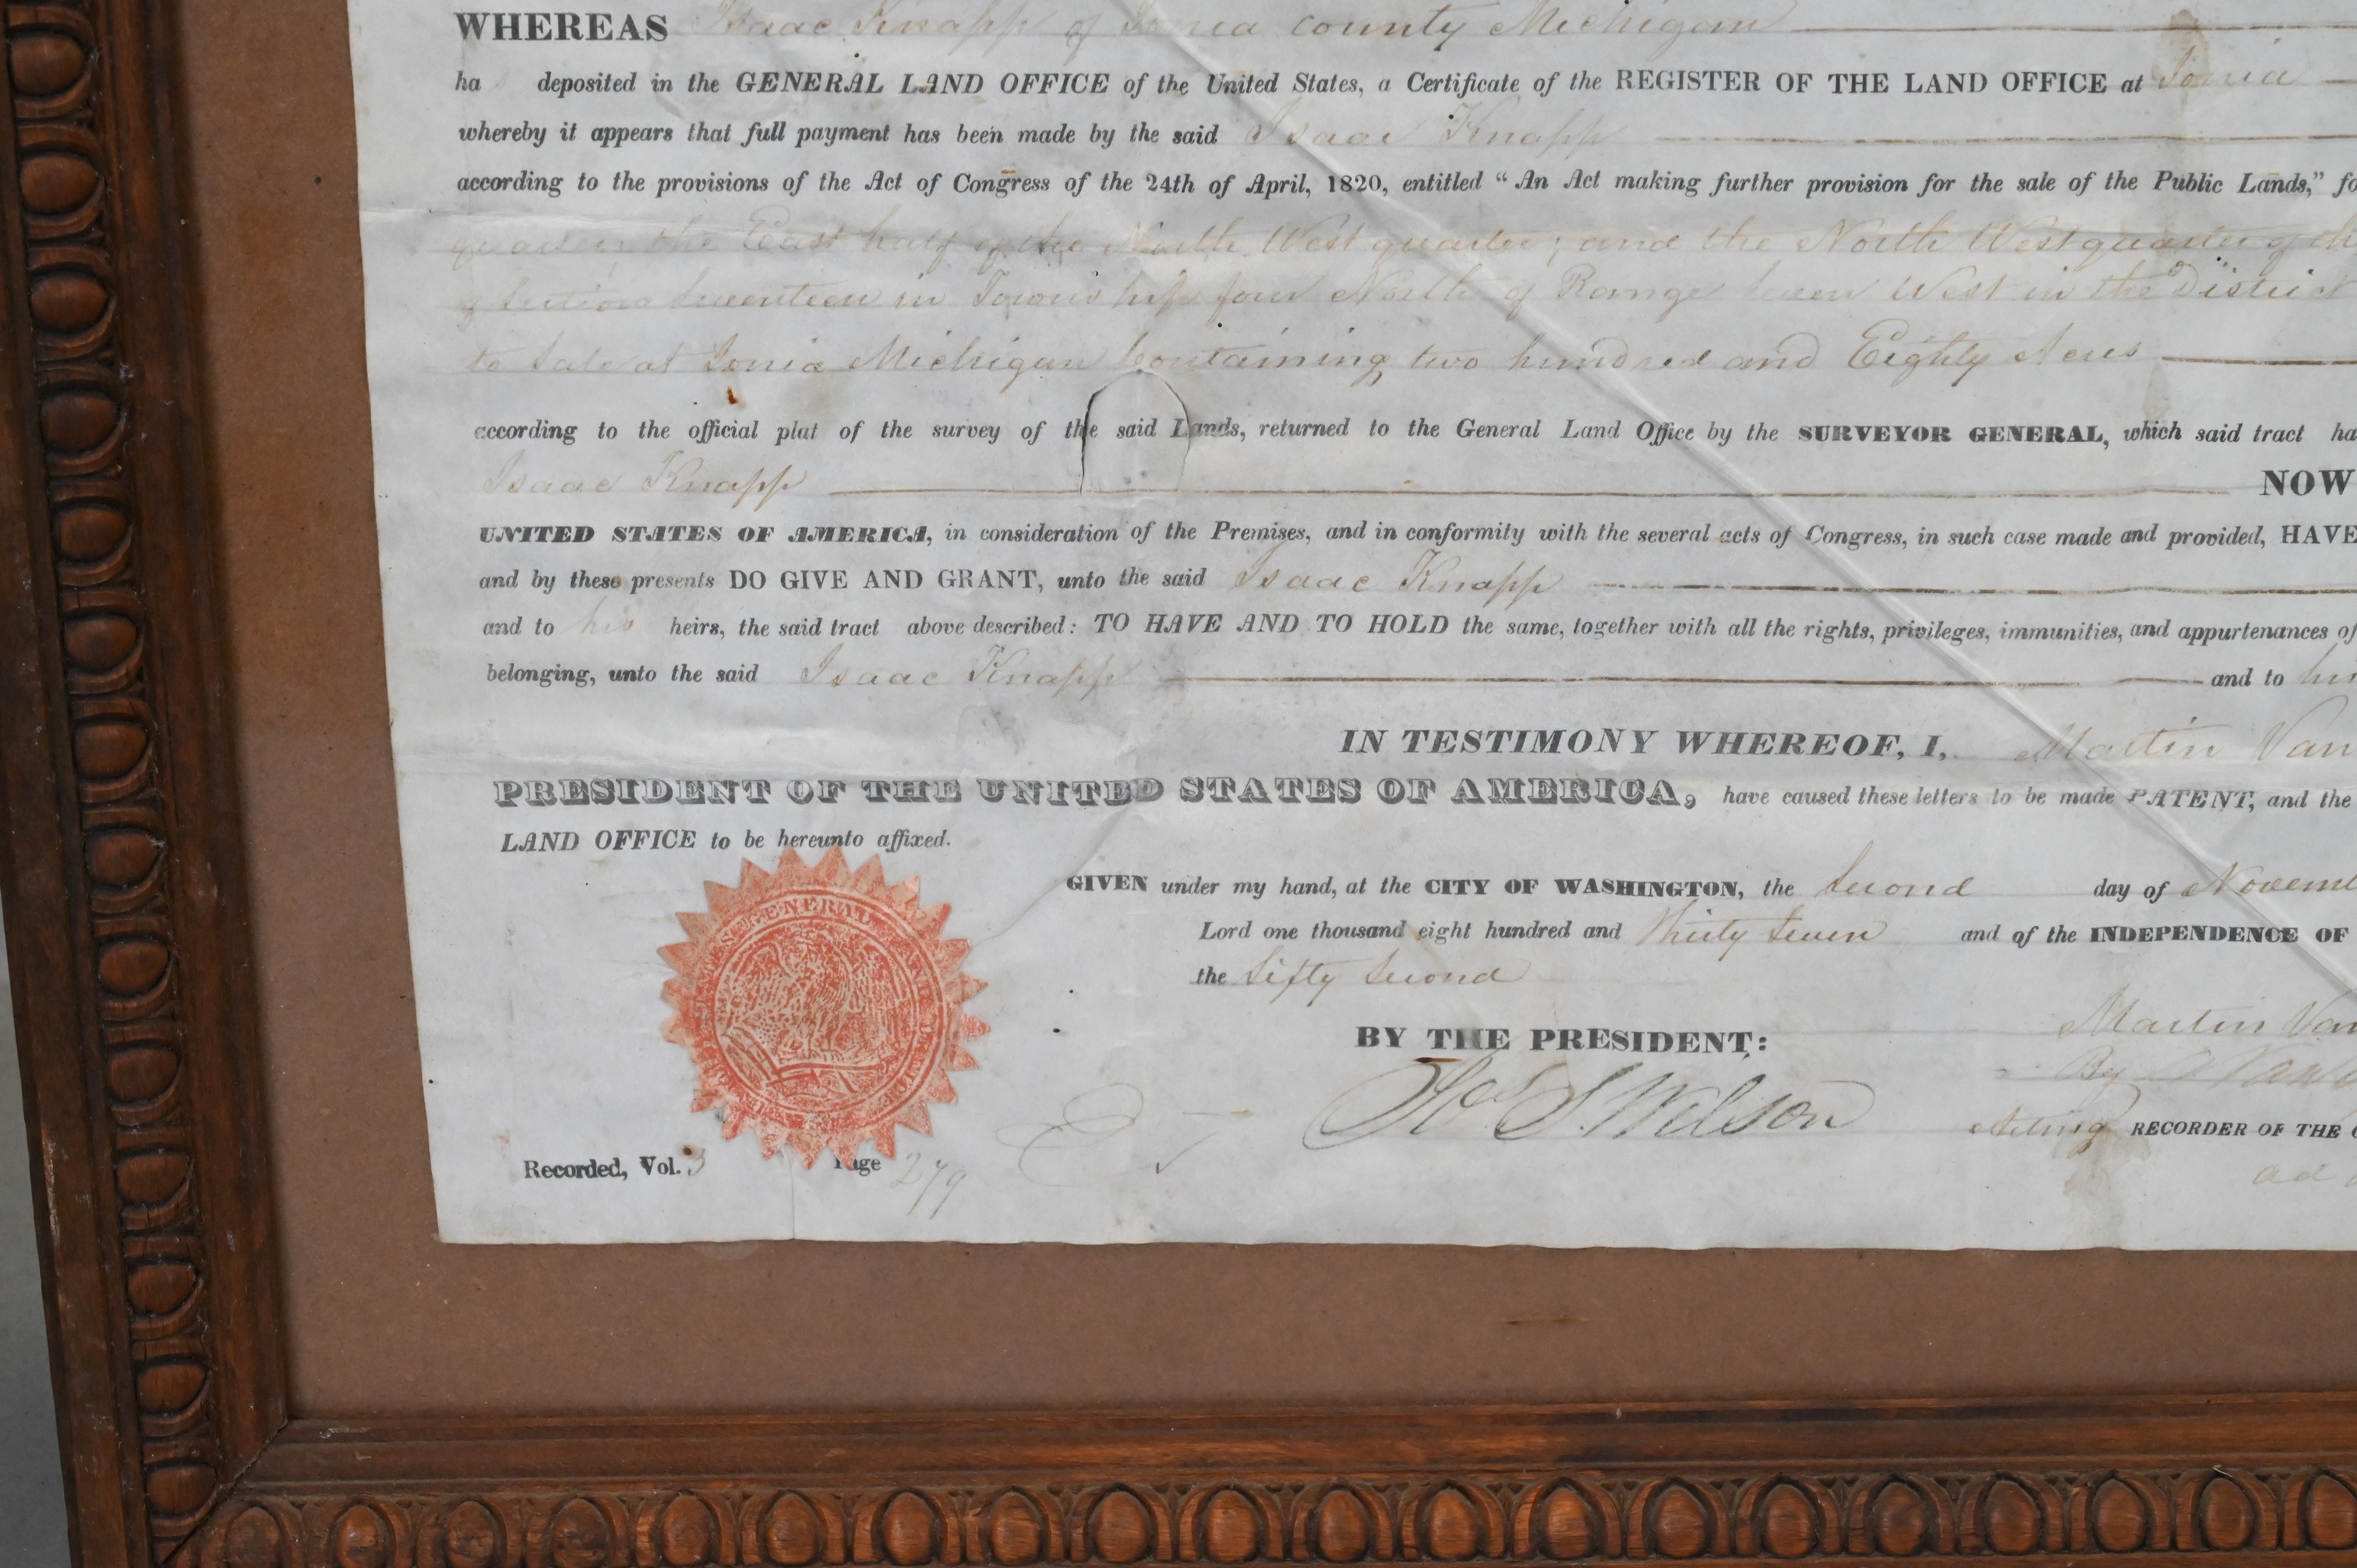 WHEREAS Isaac Knapp of Ionia county Michigan
ha deposited in the GENERAL LAND OFFICE of the United States, a Certificate of the REGISTER OF THE LAND OFFICE at Ionia
whereby it appears that full payment has been made by the said Isaac Knapp
according to the provisions of the Act of Congress of the 24th of April, 1820, entitled “An Act making further provision for the sale of the Public Lands,” fo
quarter; the East half of the North West quarter; and the North West quarter of th
of Section Seventeen in Township four North of Range seven West in the District
to Sale at Ionia Michigan Containing two hundred and Eighty Acres
according to the official plat of the survey of the said Lands, returned to the General Land Office by the SURVEYOR GENERAL, which said tract ha
Isaac Knapp NOW
UNITED STATES OF AMERICA, in consideration of the Premises, and in conformity with the several acts of Congress, in such case made and provided, HAVE
and by these presents DO GIVE AND GRANT, unto the said Isaac Knapp
and to his heirs, the said tract above described: TO HAVE AND TO HOLD the same, together with all the rights, privileges, immunities, and appurtenances of
belonging, unto the said Isaac Knapp and to his
IN TESTIMONY WHEREOF, I, Martin Van
PRESIDENT OF THE UNITED STATES OF AMERICA, have caused these letters to be made PATENT, and the
LAND OFFICE to be hereunto affixed.
GIVEN under my hand, at the CITY OF WASHINGTON, the Second day of Novemb
Lord one thousand eight hundred and Thirty Seven and of the INDEPENDENCE OF
the Fifty Second
BY THE PRESIDENT: Martin Van
By
Jos. S. Wilson Acting RECORDER OF THE
Recorded, Vol. 3 Page 279 ad
GENERAL LAND OFFICE